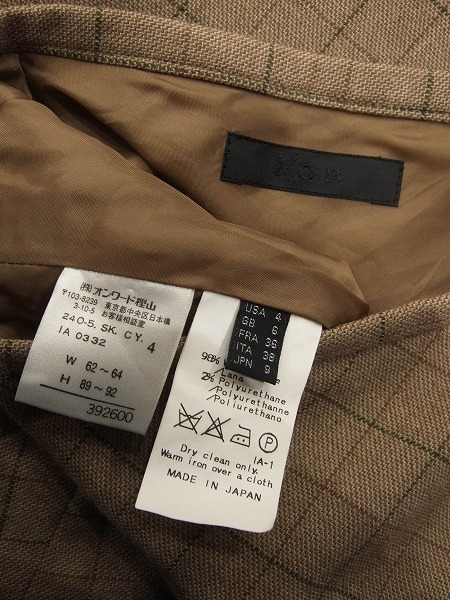 (株)オンワード樫山
〒103-8239 東京都中央区日本橋
3-10-5 お客様相談室
240-5. SK. CY. 4
IA 0332
W 62~64
H 89~92
392600
USA 4
GB 6
FRA 36
ITA 38
JPN 9
98%
Lana
2% Polyurethane
Polyurethanne
Poliuretano
P
IA-1
Dry clean only.
Warm iron over a cloth
MADE IN JAPAN